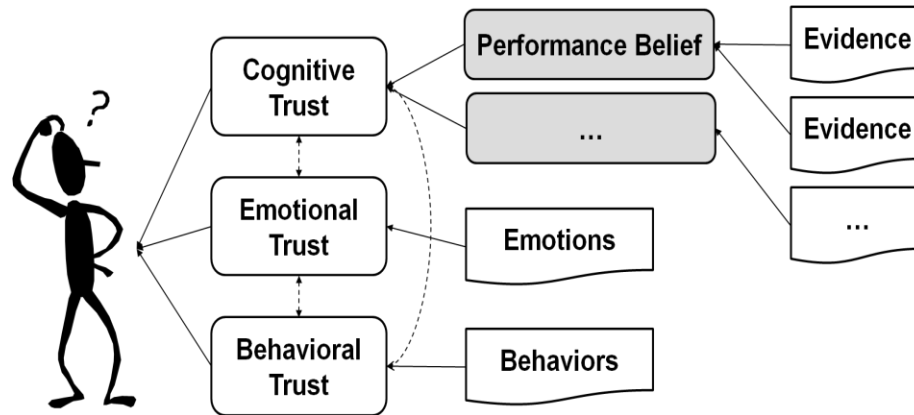 ?
Cognitive
Trust
Performance Belief
Evidence
...
Evidence
Emotional
Trust
Emotions
...
Behavioral
Trust
Behaviors